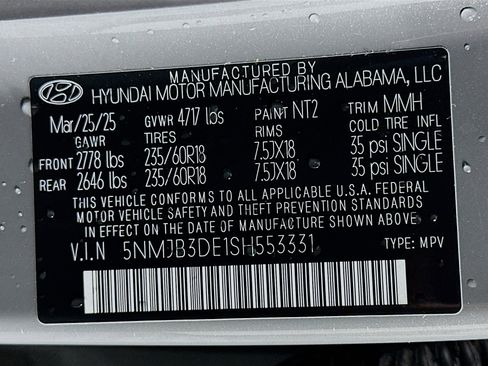 MANUFACTURED BY
HYUNDAI MOTOR MANUFACTURING ALABAMA, LLC
Mar/25/25 GVWR 4717 lbs PAINT NT2 TRIM MMH
GAWR TIRES RIMS COLD TIRE INFL
FRONT 2778 lbs 235/60R18 7.5JX18 35 psi SINGLE
REAR 2646 lbs 235/60R18 7.5JX18 35 psi SINGLE
THIS VEHICLE CONFORMS TO ALL APPLICABLE U.S.A. FEDERAL
MOTOR VEHICLE SAFETY AND THEFT PREVENTION STANDARDS
IN EFFECT ON THE DATE OF MANUFACTURE SHOWN ABOVE.
V.I.N 5NMJB3DE1SH553331 TYPE: MPV